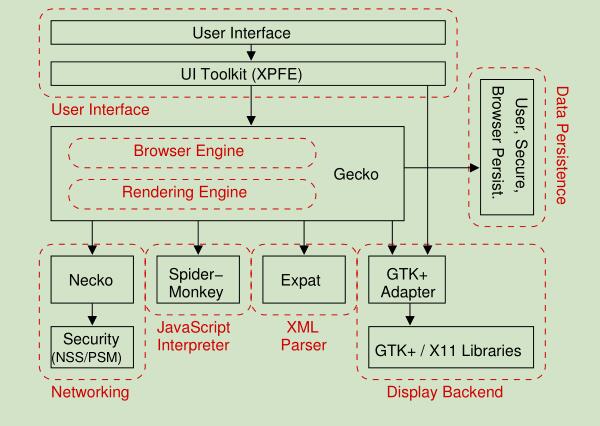 User Interface
UI Toolkit (XPFE)
User Interface
Browser Engine
Rendering Engine
Gecko
User, Secure,
Browser Persist.
Data Persistence
Necko
Security
(NSS/PSM)
Networking
Spider–
Monkey
JavaScript
Interpreter
Expat
XML
Parser
GTK+
Adapter
GTK+ / X11 Libraries
Display Backend